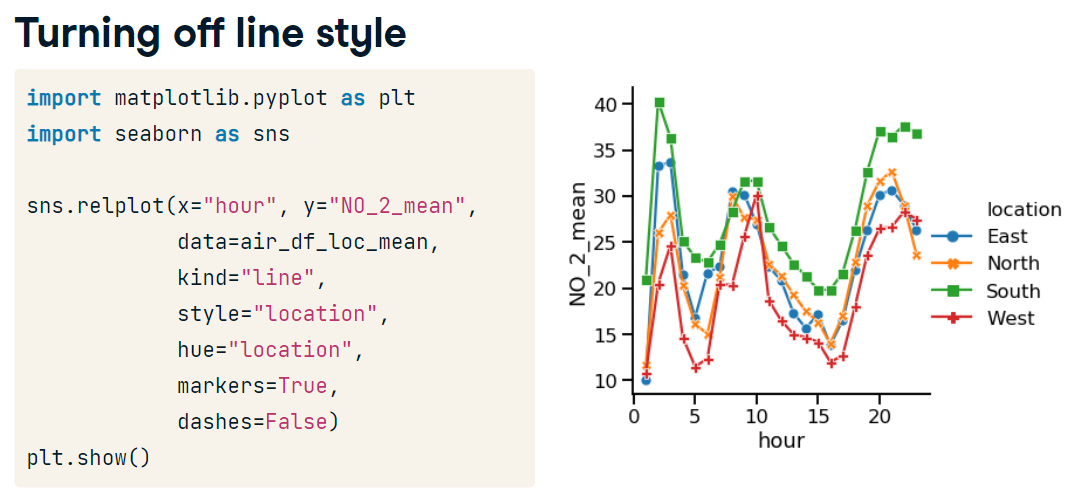 Turning off line style
import matplotlib.pyplot as plt
import seaborn as sns
sns.relplot(x="hour", y="NO_2_mean",
data=air_df_loc_mean,
kind="line",
style="location",
hue="location",
markers=True,
dashes=False)
plt.show()
40
35
30
25
20
15
10
NO_2_mean
0 5 10 15 20
hour
location
East
North
South
West